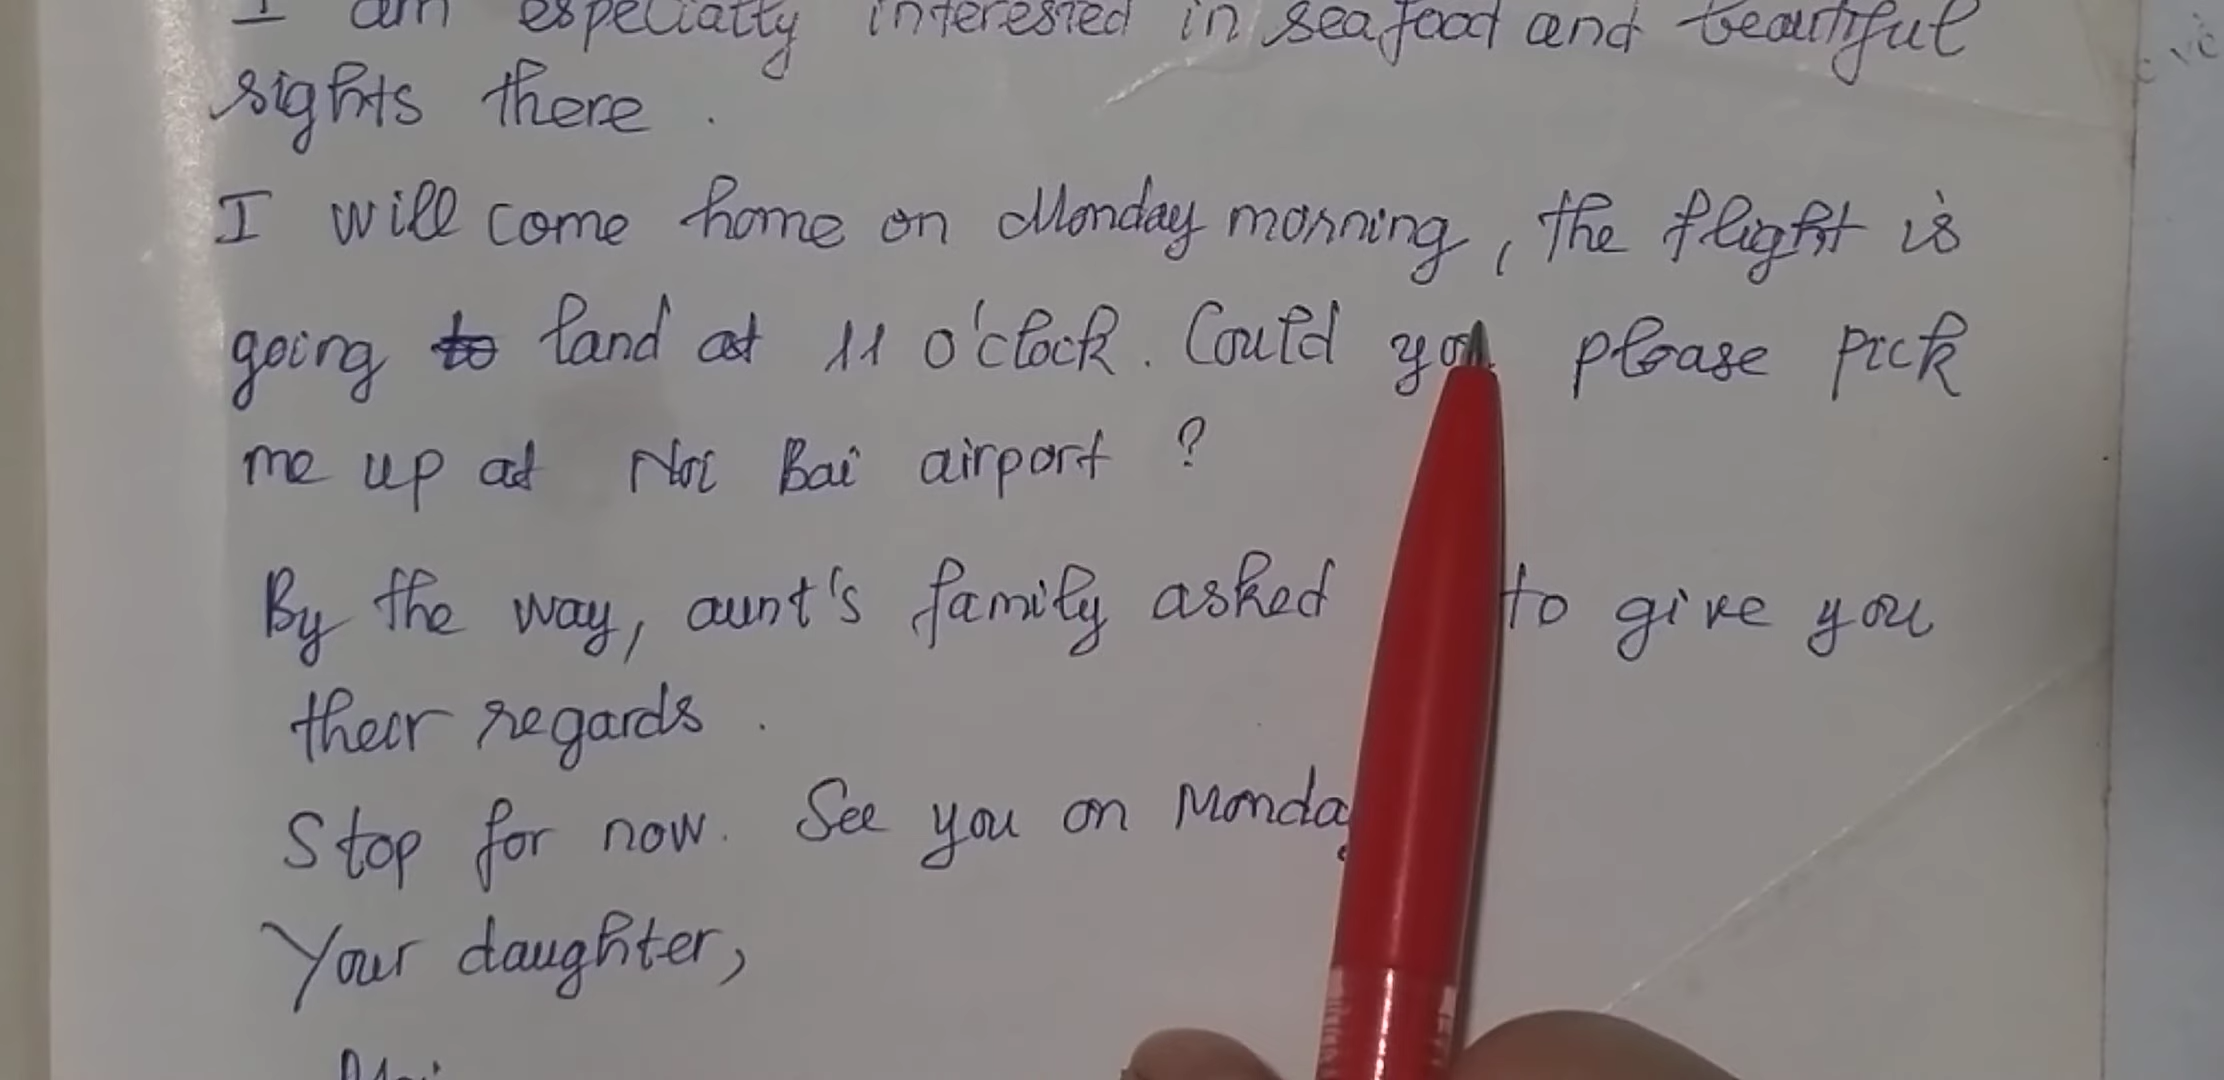 I am especially interested in seafood and beautiful
sights there.
I will come home on Monday morning, the flight is
going to land at 11 o'clock. Could you please pick
me up at Noi Bai airport ?
By the way, aunt's family asked to give you
their regards.
Stop for now. See you on Monda
Your daughter,